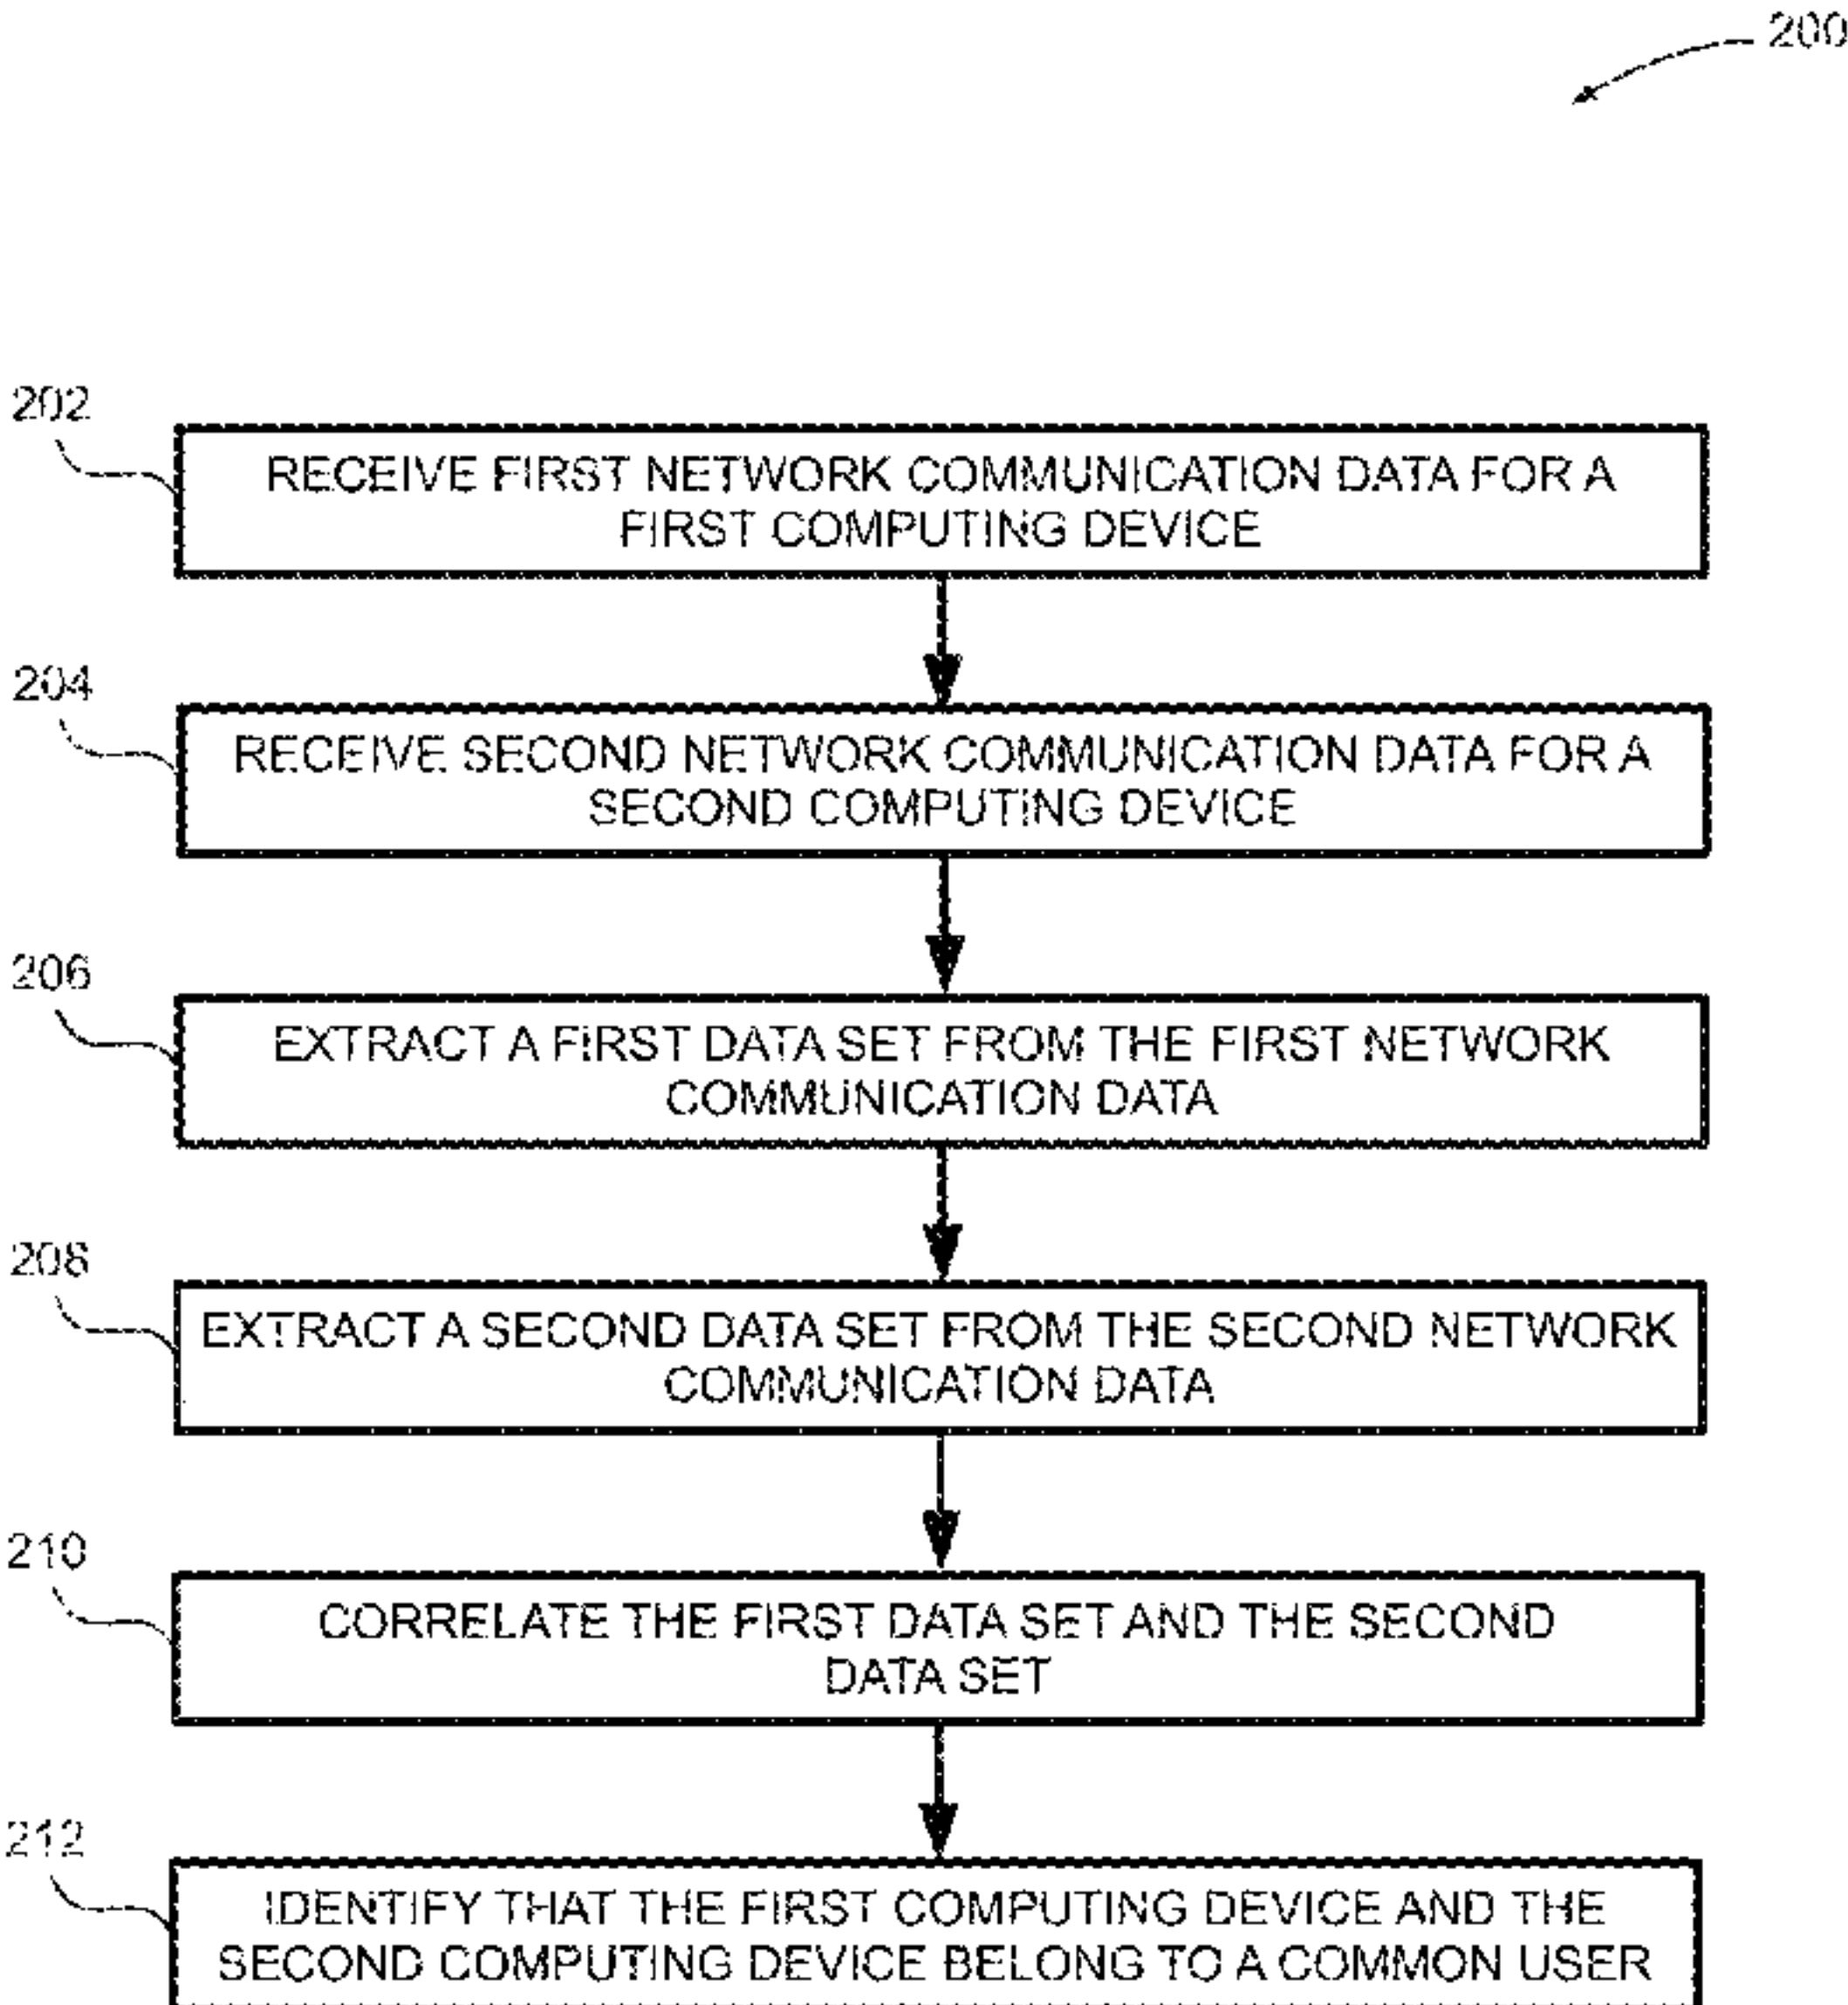 200
202
RECEIVE FIRST NETWORK COMMUNICATION DATA FOR A
FIRST COMPUTING DEVICE
204
RECEIVE SECOND NETWORK COMMUNICATION DATA FOR A
SECOND COMPUTING DEVICE
206
EXTRACT A FIRST DATA SET FROM THE FIRST NETWORK
COMMUNICATION DATA
208
EXTRACT A SECOND DATA SET FROM THE SECOND NETWORK
COMMUNICATION DATA
210
CORRELATE THE FIRST DATA SET AND THE SECOND
DATA SET
212
IDENTIFY THAT THE FIRST COMPUTING DEVICE AND THE
SECOND COMPUTING DEVICE BELONG TO A COMMON USER